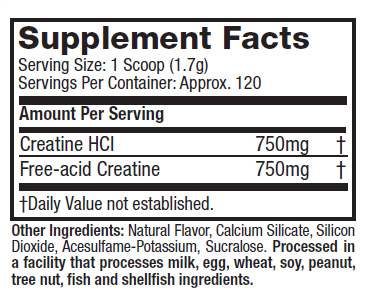 Supplement Facts
Serving Size: 1 Scoop (1.7g)
Servings Per Container: Approx. 120
Amount Per Serving
Creatine HCl 750mg †
Free-acid Creatine 750mg †
†Daily Value not established.
Other Ingredients: Natural Flavor, Calcium Silicate, Silicon
Dioxide, Acesulfame-Potassium, Sucralose. Processed in
a facility that processes milk, egg, wheat, soy, peanut,
tree nut, fish and shellfish ingredients.